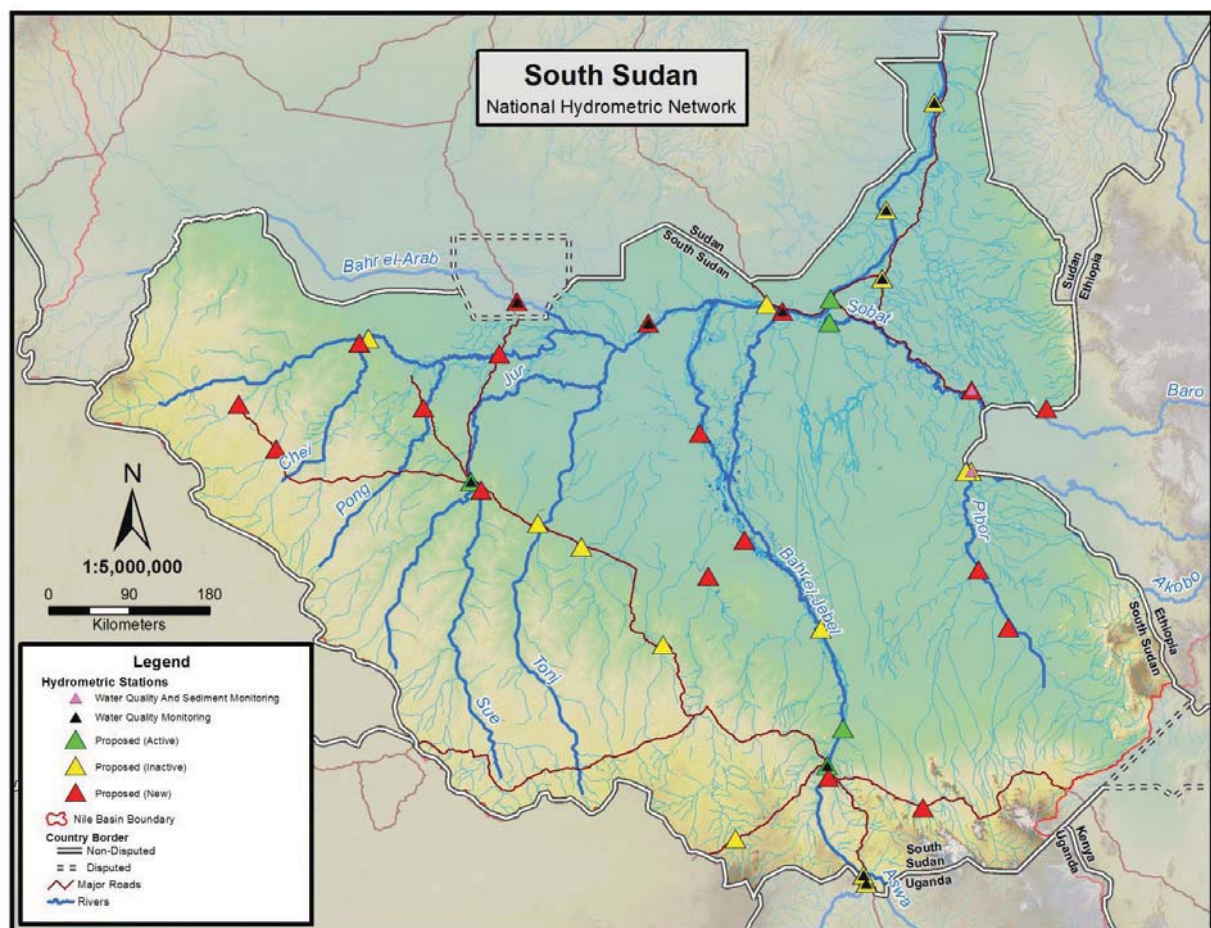 South Sudan
National Hydrometric Network
Sudan
South Sudan
Bahr el-Arab
Sudan
Ethiopia
Sobat
Baro
Jur
Chei
Pong
Pibor
Akobo
Bahr el-Jebel
Ethiopia
South Sudan
Tonj
Sue
N
1:5,000,000
0 90 180
Kilometers
Legend
Hydrometric Stations
Water Quality And Sediment Monitoring
Water Quality Monitoring
Proposed (Active)
Proposed (Inactive)
Proposed (New)
Nile Basin Boundary
Country Border
Non-Disputed
Disputed
Major Roads
Rivers
South
Sudan
Uganda
Aswa
Kenya
Uganda